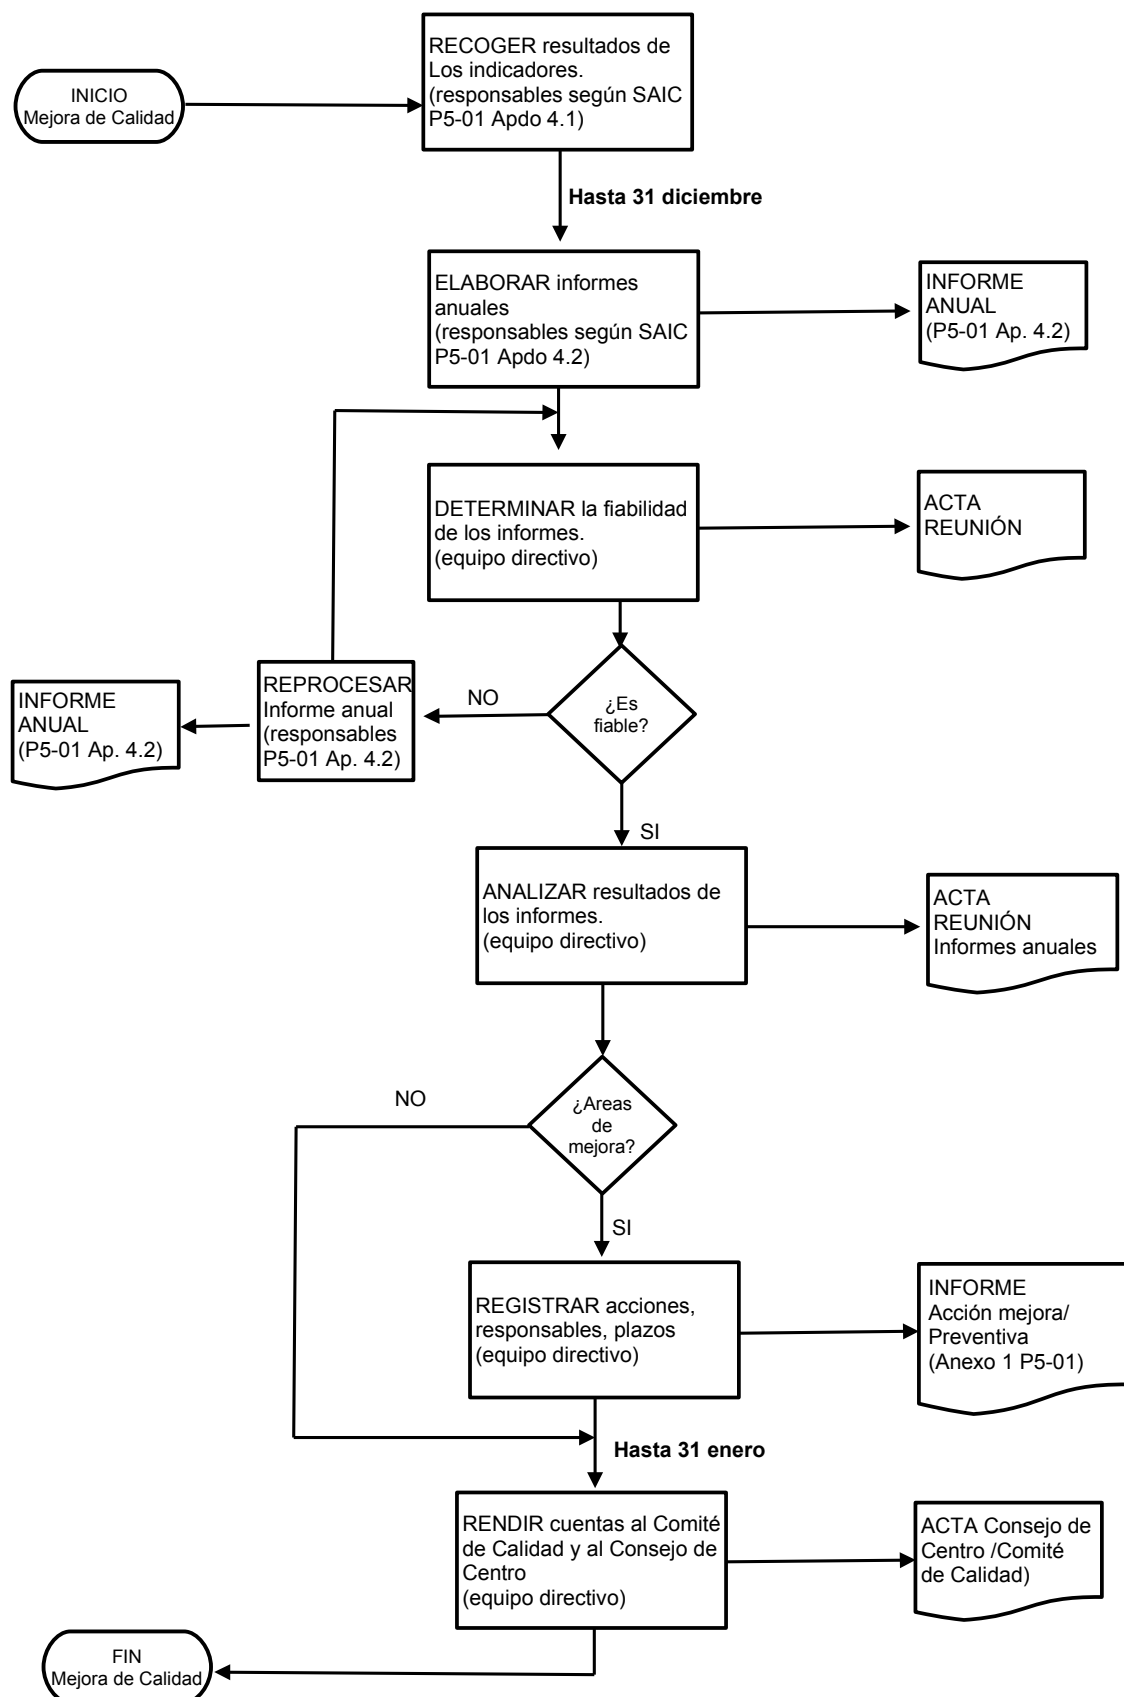 RECOGER resultados de
Los indicadores.
(responsables según SAIC
P5-01 Apdo 4.1)
INICIO
Mejora de Calidad
Hasta 31 diciembre
ELABORAR informes
anuales
(responsables según SAIC
P5-01 Apdo 4.2)
INFORME
ANUAL
(P5-01 Ap. 4.2)
DETERMINAR la fiabilidad
de los informes.
(equipo directivo)
ACTA
REUNIÓN
¿Es
fiable?
NO
REPROCESAR
Informe anual
(responsables
P5-01 Ap. 4.2)
INFORME
ANUAL
(P5-01 Ap. 4.2)
SI
ANALIZAR resultados de
los informes.
(equipo directivo)
ACTA
REUNIÓN
Informes anuales
¿Areas
de
mejora?
NO
SI
REGISTRAR acciones,
responsables, plazos
(equipo directivo)
INFORME
Acción mejora/
Preventiva
(Anexo 1 P5-01)
Hasta 31 enero
RENDIR cuentas al Comité
de Calidad y al Consejo de
Centro
(equipo directivo)
ACTA Consejo de
Centro /Comité
de Calidad)
FIN
Mejora de Calidad